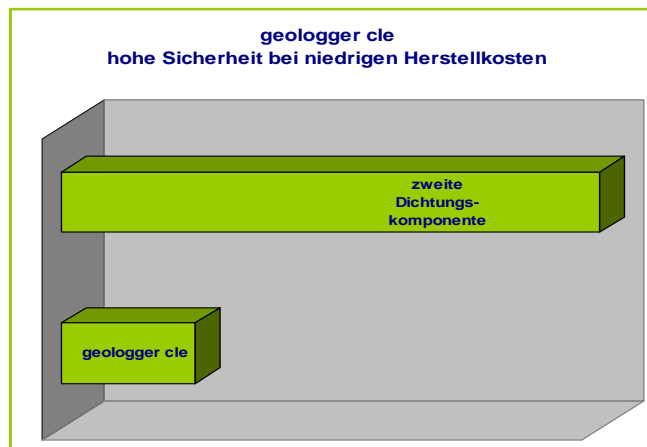 geologger cle
hohe Sicherheit bei niedrigen Herstellkosten
zweite
Dichtungs-
komponente
geologger cle